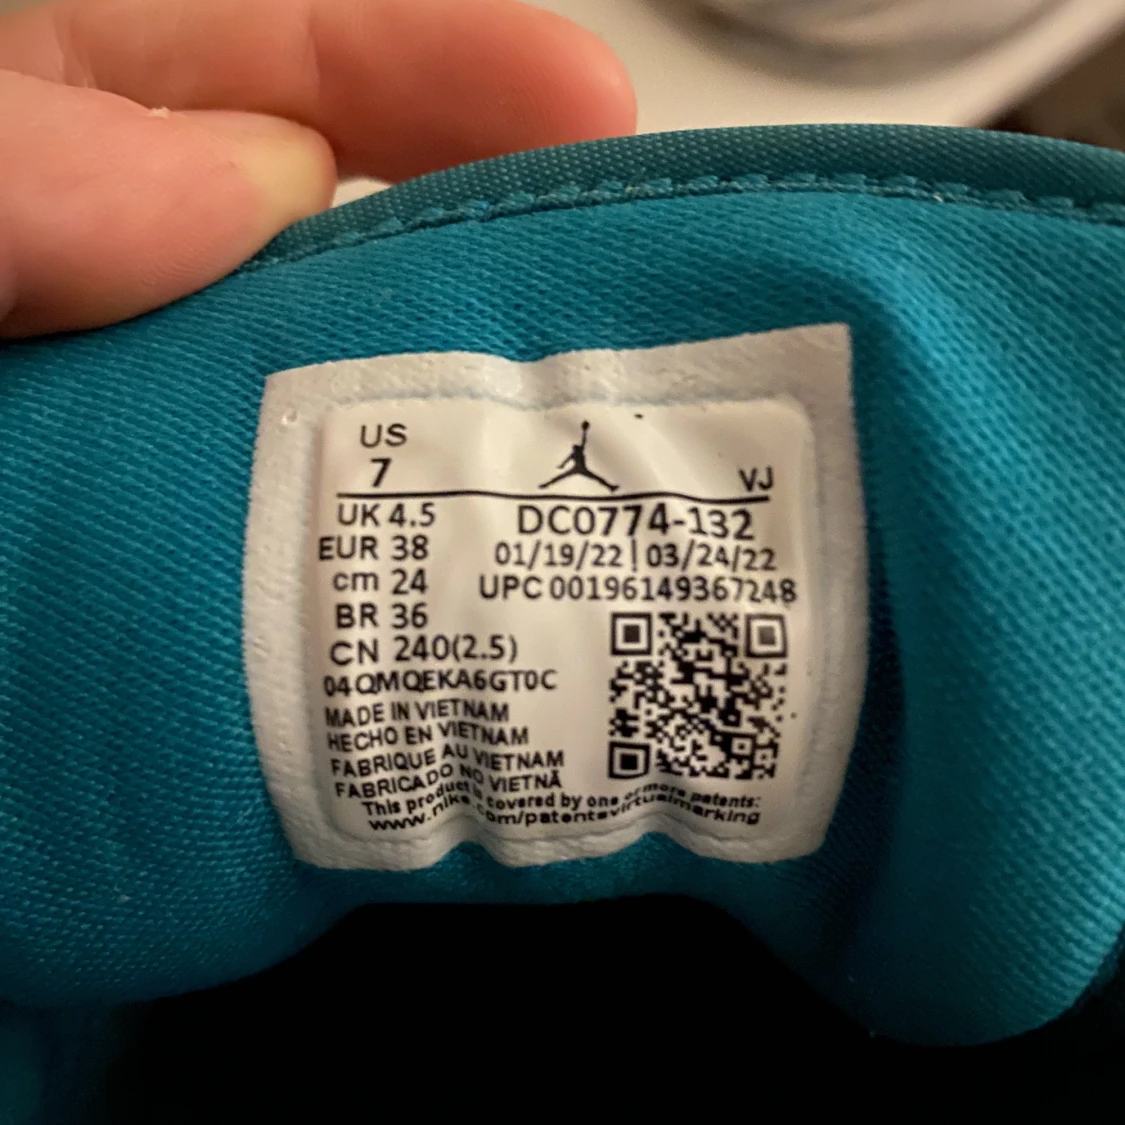 US
7
VJ
UK 4.5
DC0774-132
EUR 38
01/19/22 | 03/24/22
cm 24
UPC 00196149367248
BR 36
CN 240(2.5)
04QMQEKA6GT0C
MADE IN VIETNAM
HECHO EN VIETNAM
FABRIQUE AU VIETNAM
FABRICADO NO VIETNÃ
This product is covered by one or more patents:
www.nike.com/patentsvirtualmarking